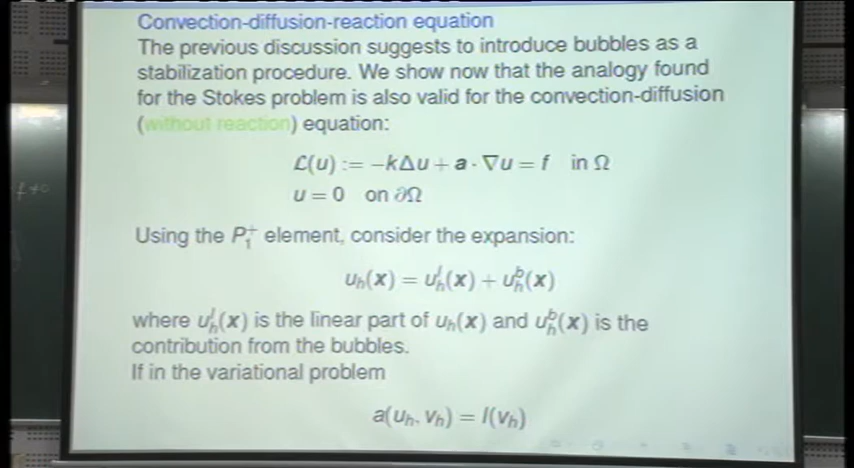 Convection-diffusion-reaction equation
The previous discussion suggests to introduce bubbles as a
stabilization procedure. We show now that the analogy found
for the Stokes problem is also valid for the convection-diffusion
(without reaction) equation:
ℒ(u) := −kΔu + a · ∇u = f in Ω
u = 0 on ∂Ω
Using the P₁⁺ element, consider the expansion:
uₕ(x) = uₕˡ(x) + uₕᵇ(x)
where uₕˡ(x) is the linear part of uₕ(x) and uₕᵇ(x) is the
contribution from the bubbles.
If in the variational problem
a(uₕ, vₕ) = l(vₕ)